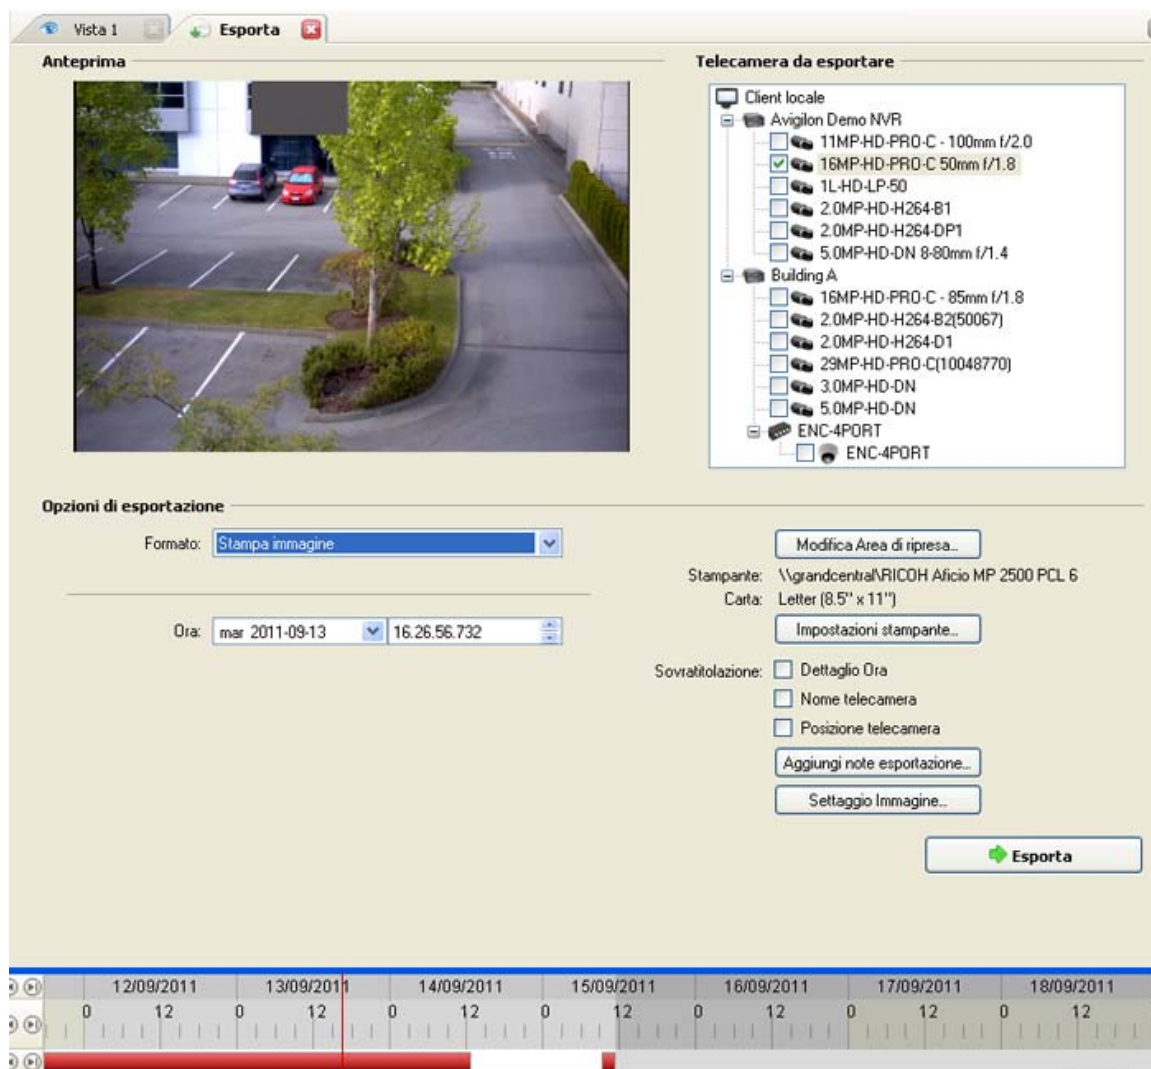 Vista 1
Esporta
Anteprima
Telecamera da esportare
Client locale
Avigilon Demo NVR
11MP-HD-PRO-C - 100mm f/2.0
16MP-HD-PRO-C 50mm f/1.8
1L-HD-LP-50
2.0MP-HD-H264-B1
2.0MP-HD-H264-DP1
5.0MP-HD-DN 8-80mm f/1.4
Building A
16MP-HD-PRO-C - 85mm f/1.8
2.0MP-HD-H264-B2(50067)
2.0MP-HD-H264-D1
29MP-HD-PRO-C(10048770)
3.0MP-HD-DN
5.0MP-HD-DN
ENC-4PORT
ENC-4PORT
Opzioni di esportazione
Formato: Stampa immagine
Modifica Area di ripresa...
Stampante: \\grandcentral\RICOH Aficio MP 2500 PCL 6
Carta: Letter (8.5'' x 11'')
Ora: mar 2011-09-13 16.26.56.732
Impostazioni stampante...
Sovratitolazione: Dettaglio Ora
Nome telecamera
Posizione telecamera
Aggiungi note esportazione...
Settaggio Immagine...
Esporta
12/09/2011 13/09/2011 14/09/2011 15/09/2011 16/09/2011 17/09/2011 18/09/2011
0 12 0 12 0 12 0 12 0 12 0 12 0 12